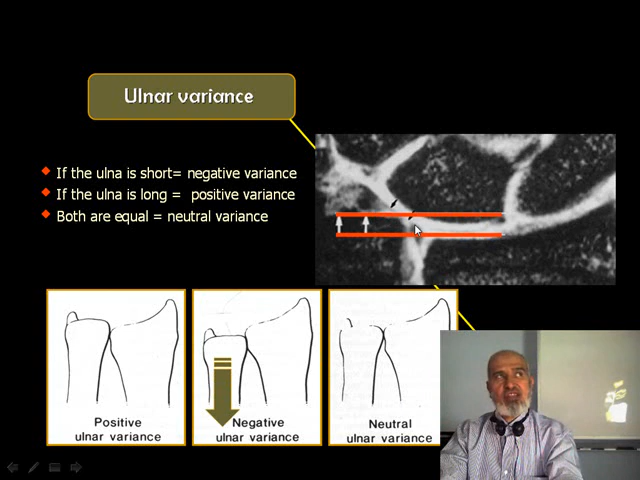 Ulnar variance
If the ulna is short= negative variance
If the ulna is long =  positive variance
Both are equal = neutral variance
Positive
ulnar variance
Negative
ulnar variance
Neutral
ulnar variance